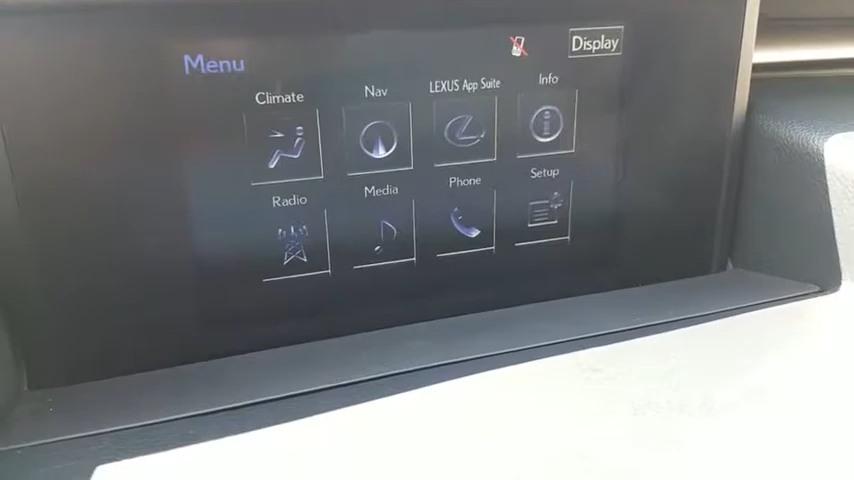 Menu
Display
Climate
Nav
LEXUS App Suite
Info
Radio
Media
Phone
Setup